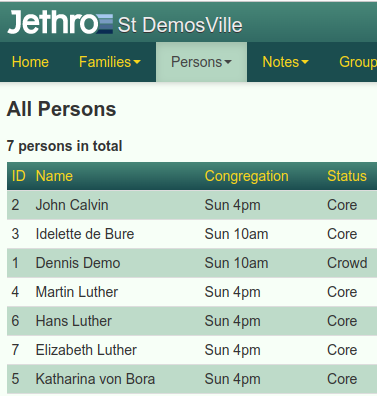 Jethro St DemosVille
Home Families Persons Notes Group
All Persons
7 persons in total
ID Name Congregation Status
2 John Calvin Sun 4pm Core
3 Idelette de Bure Sun 10am Core
1 Dennis Demo Sun 10am Crowd
4 Martin Luther Sun 4pm Core
6 Hans Luther Sun 4pm Core
7 Elizabeth Luther Sun 4pm Core
5 Katharina von Bora Sun 4pm Core